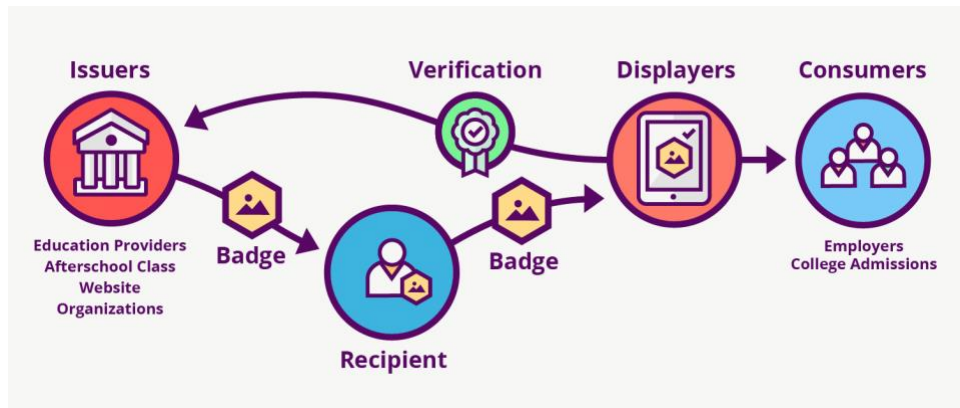 Issuers
Verification
Displayers
Consumers
Education Providers
Afterschool Class
Website
Organizations
Badge
Recipient
Badge
Employers
College Admissions